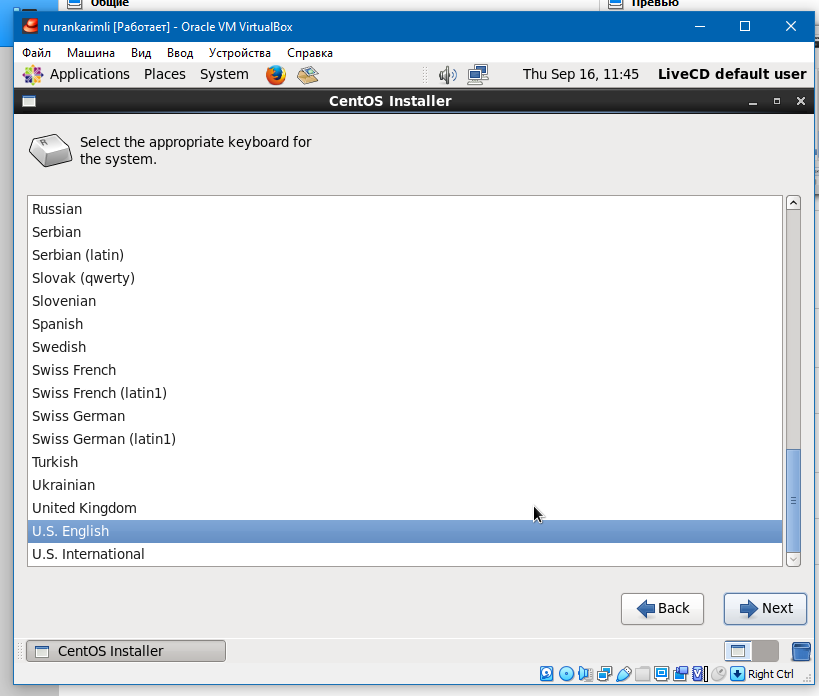 Общие
Превью
nurankarimli [Работает] - Oracle VM VirtualBox
Файл Машина Вид Ввод Устройства Справка
Applications Places System Thu Sep 16, 11:45 LiveCD default user
CentOS Installer
Select the appropriate keyboard for
the system.
Russian
Serbian
Serbian (latin)
Slovak (qwerty)
Slovenian
Spanish
Swedish
Swiss French
Swiss French (latin1)
Swiss German
Swiss German (latin1)
Turkish
Ukrainian
United Kingdom
U.S. English
U.S. International
Back Next
CentOS Installer
Right Ctrl